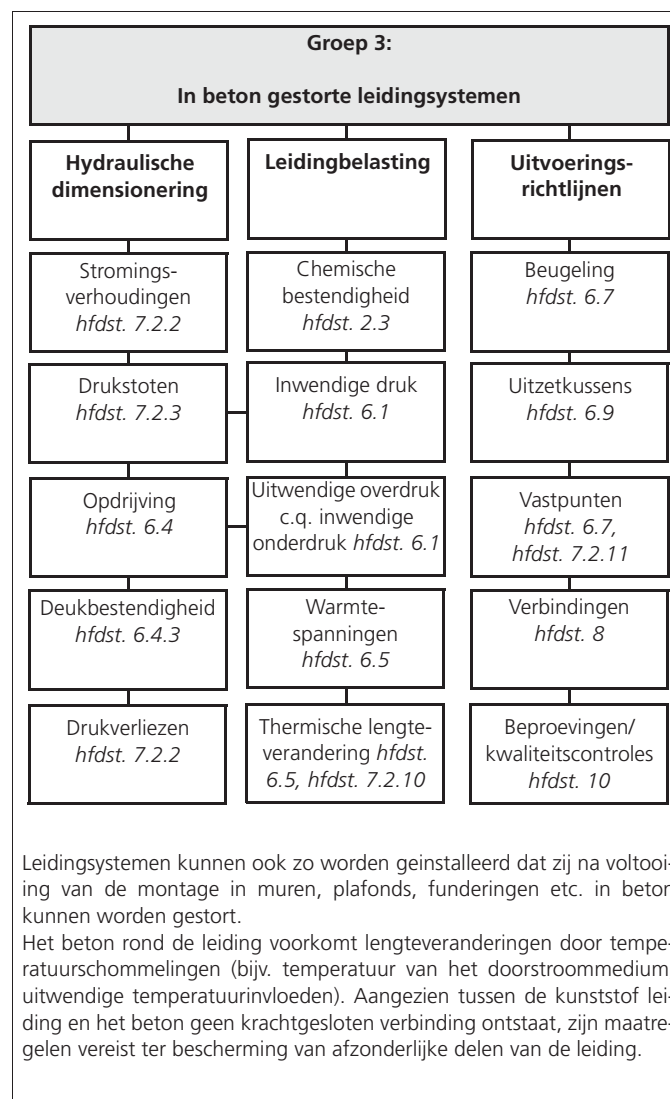 Groep 3:
In beton gestorte leidingsystemen
Hydraulische
dimensionering
Stromings-
verhoudingen
hfdst. 7.2.2
Drukstoten
hfdst. 7.2.3
Opdrijving
hfdst. 6.4
Deukbestendigheid
hfdst. 6.4.3
Drukverliezen
hfdst. 7.2.2
Leidingbelasting
Chemische
bestendigheid
hfdst. 2.3
Inwendige druk
hfdst. 6.1
Uitwendige overdruk
c.q. inwendige
onderdruk hfdst. 6.1
Warmte-
spanningen
hfdst. 6.5
Thermische lengte-
verandering hfdst.
6.5, hfdst. 7.2.10
Uitvoerings-
richtlijnen
Beugeling
hfdst. 6.7
Uitzetkussens
hfdst. 6.9
Vastpunten
hfdst. 6.7,
hfdst. 7.2.11
Verbindingen
hfdst. 8
Beproevingen/
kwaliteitscontroles
hfdst. 10
Leidingsystemen kunnen ook zo worden geinstalleerd dat zij na voltooi-
ing van de montage in muren, plafonds, funderingen etc. in beton
kunnen worden gestort.
Het beton rond de leiding voorkomt lengteveranderingen door tempe-
ratuurschommelingen (bijv. temperatuur van het doorstroommedium
uitwendige temperatuurinvloeden). Aangezien tussen de kunststof lei-
ding en het beton geen krachtgesloten verbinding ontstaat, zijn maatre-
gelen vereist ter bescherming van afzonderlijke delen van de leiding.